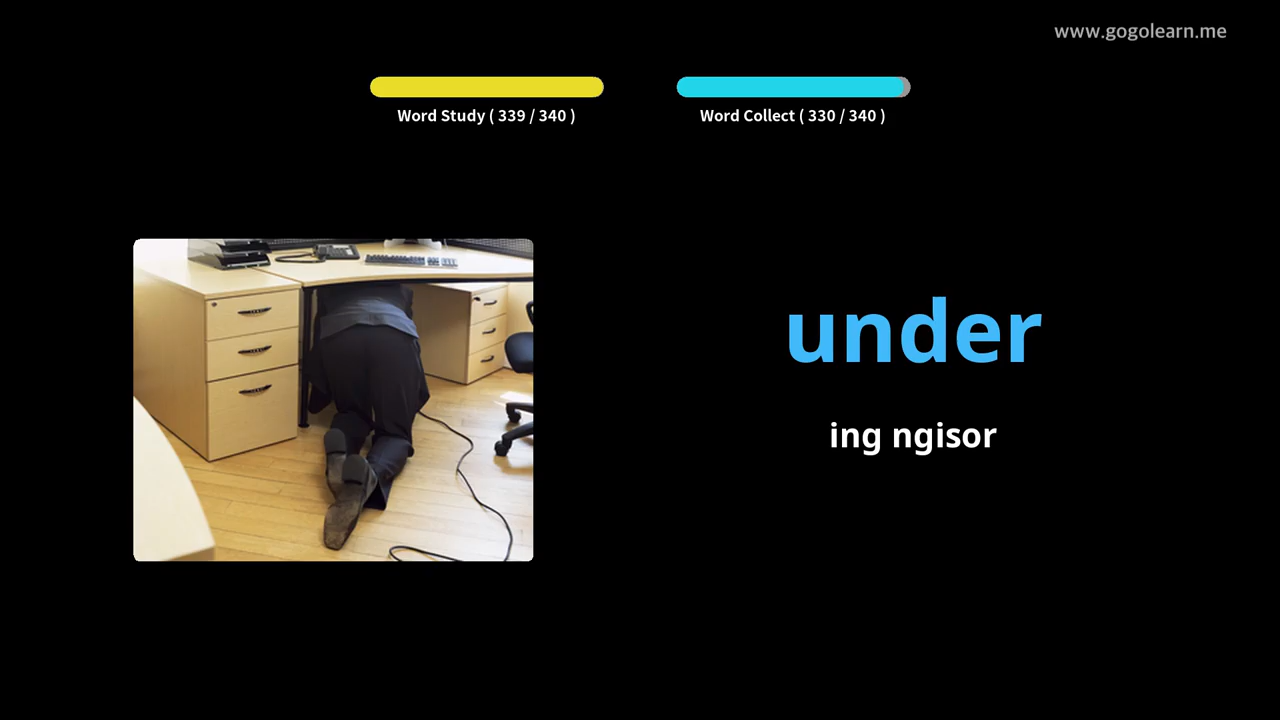 www.gogolearn.me
Word Study ( 339 / 340 )
Word Collect ( 330 / 340 )
under
ing ngisor